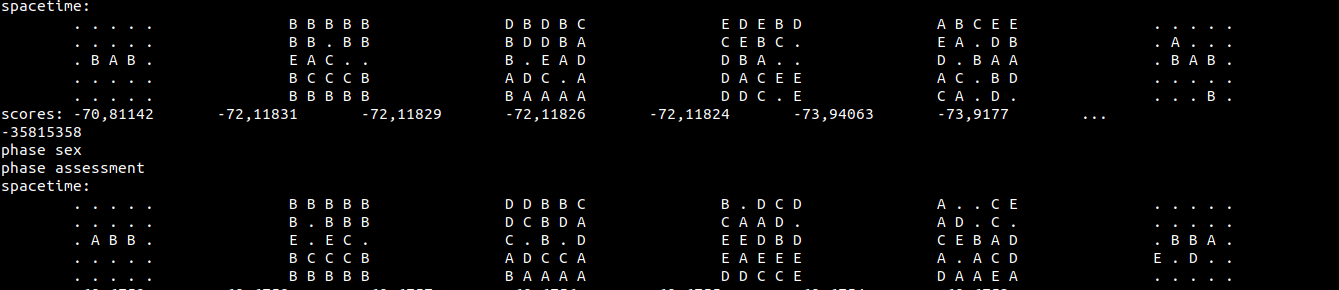 spacetime:
. . . . . B B B B B D B D B C E D E B D A B C E E . . . . .
. . . . . B B . B B B D D B A C E B C . E A . D B . A . . .
. B A B . E A C . . B . E A D D B A . . D . B A A . B A B .
. . . . . B C C C B A D C . A D A C E E A C . B D . . . . .
. . . . . B B B B B B A A A A D D C . E C A . D . . . . B .
scores: -70,81142 -72,11831 -72,11829 -72,11826 -72,11824 -73,94063 -73,9177 ...
-35815358
phase sex
phase assessment
spacetime:
. . . . . B B B B B D D B B C B . D C D A . . C E . . . . .
. . . . . B . B B B D C B D A C A A D . A D . C . . . . . .
. A B B . E . E C . C . B . D E E D B D C E B A D . B B A .
. . . . . B C C C B A D C C A E A E E E A . A C D E . D . .
. . . . . B B B B B B A A A A D D C C E D A A E A . . . . .